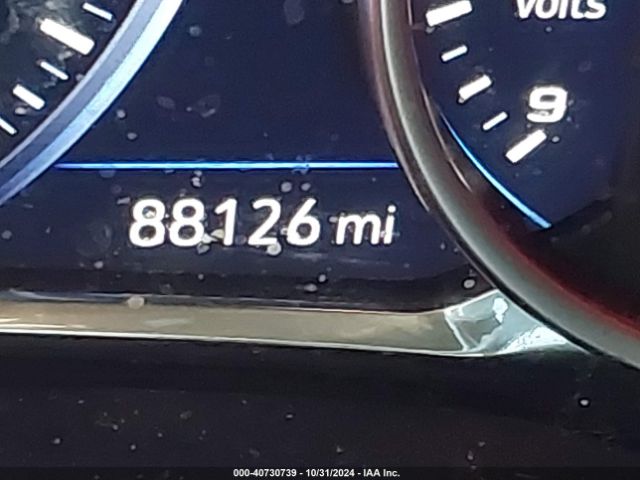 volts
9
88126 mi
000-40730739 - 10/31/2024 - IAA Inc.